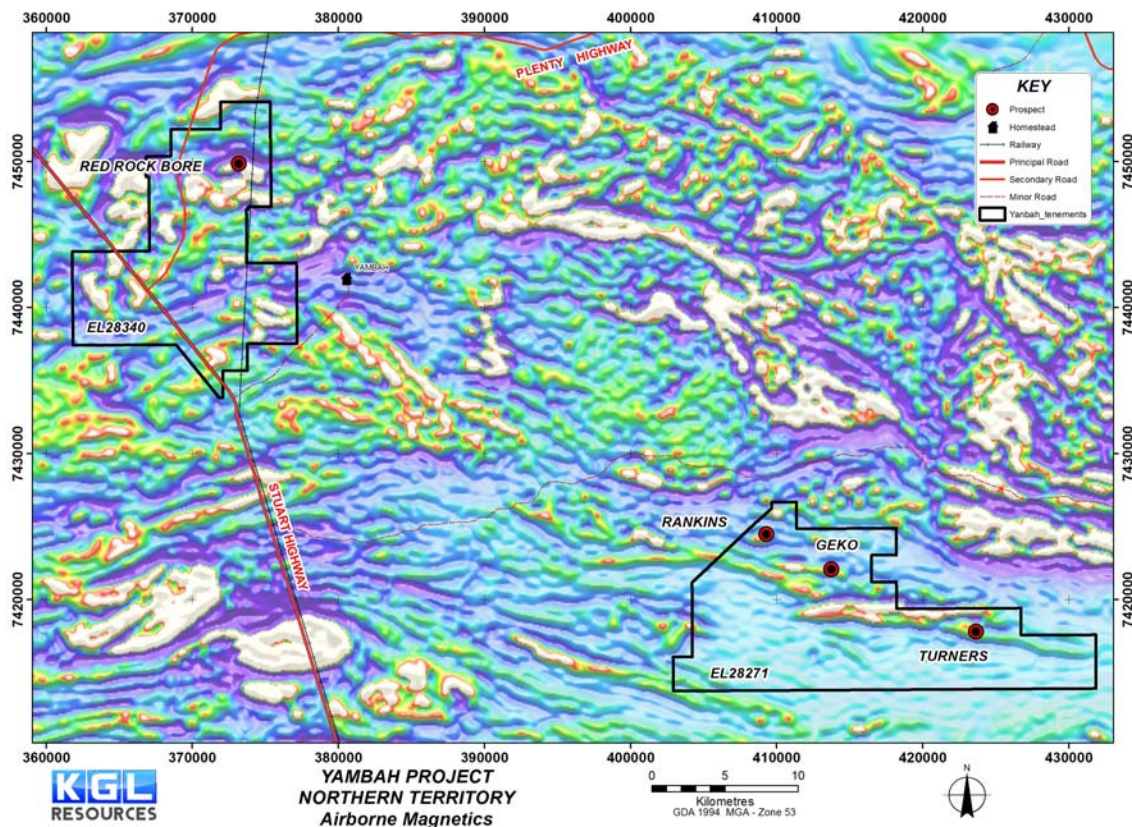 360000 370000 380000 390000 400000 410000 420000 430000
PLENTY HIGHWAY
KEY
Prospect
Homestead
Railway
Principal Road
Secondary Road
Minor Road
Yanbah_tenements
7450000
RED ROCK BORE
7450000
YAMBAH
7440000
EL28340
7440000
7430000
7430000
STUART HIGHWAY
RANKINS
GEKO
7420000
7420000
TURNERS
EL28271
360000 370000 380000 390000 400000 410000 420000 430000
KGL
RESOURCES
YAMBAH PROJECT
NORTHERN TERRITORY
Airborne Magnetics
0 5 10
Kilometres
GDA 1994 MGA - Zone 53
N